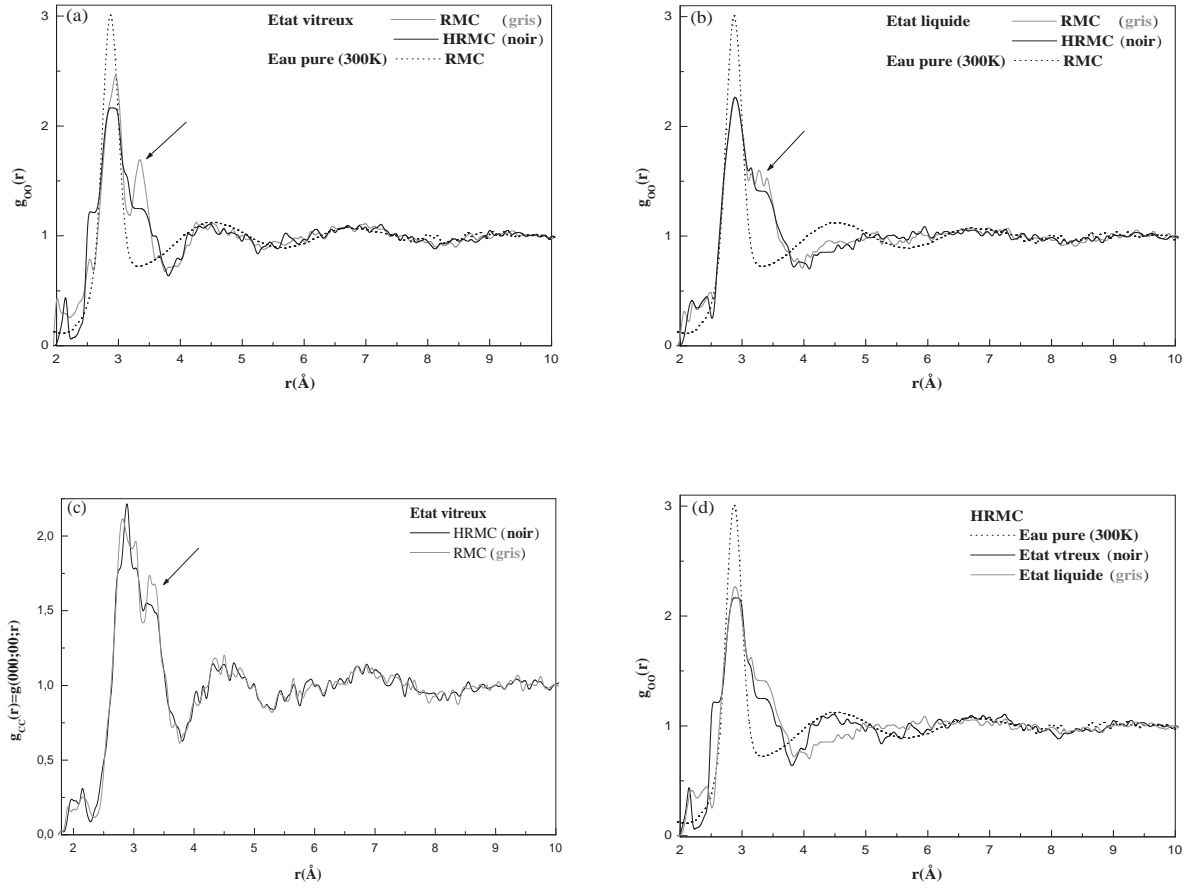 (a)
Etat vitreux
RMC (gris)
HRMC (noir)
Eau pure (300K)
RMC
3
2
1
0
2 3 4 5 6 7 8 9 10
g_OO(r)
r(Å)
(b)
Etat liquide
RMC (gris)
HRMC (noir)
Eau pure (300K)
RMC
3
2
1
0
2 3 4 5 6 7 8 9 10
g_OO(r)
r(Å)
(c)
Etat vitreux
HRMC (noir)
RMC (gris)
2,0
1,5
1,0
0,5
0,0
2 3 4 5 6 7 8 9 10
g_CC(r)=g(000;00;r)
r(Å)
(d)
HRMC
Eau pure (300K)
Etat vtreux (noir)
Etat liquide (gris)
3
2
1
0
2 3 4 5 6 7 8 9 10
g_OO(r)
r(Å)